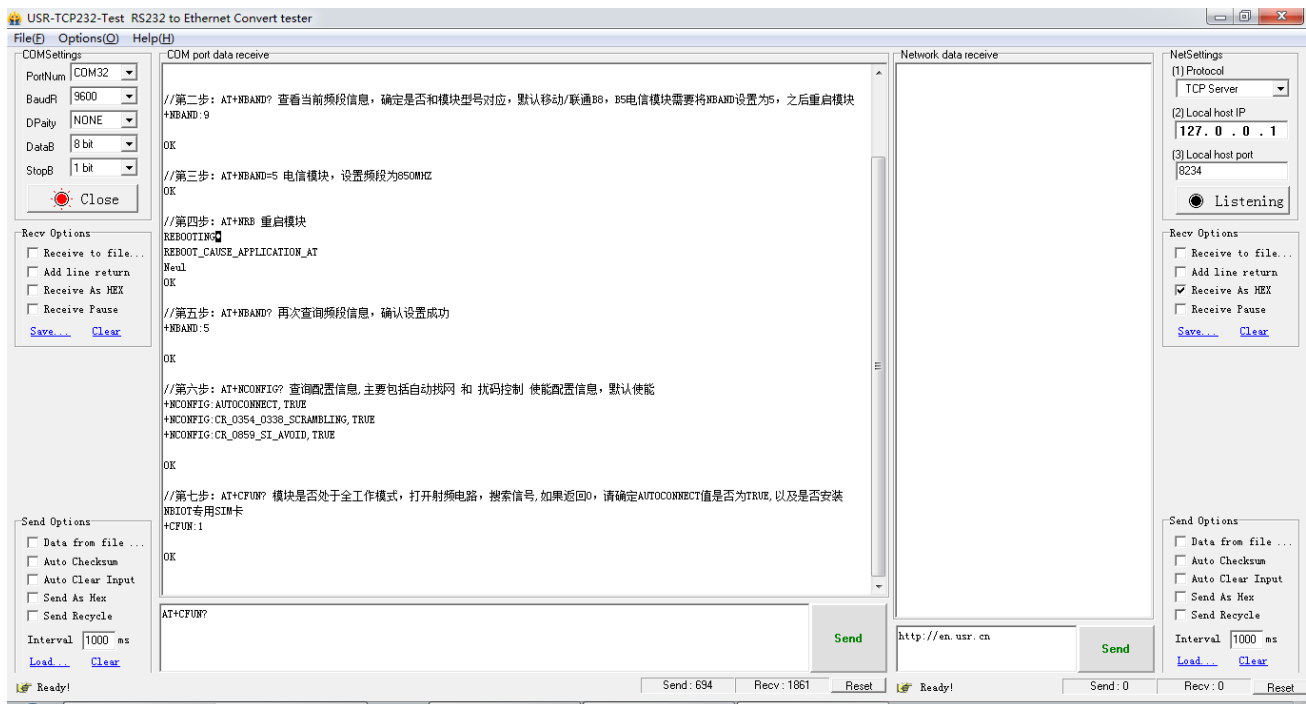 USR-TCP232-Test RS232 to Ethernet Convert tester
File(F) Options(O) Help(H)
COMSettings
PortNum COM32
BaudR 9600
DPaity NONE
DataB 8 bit
StopB 1 bit
Close
Recv Options
Receive to file...
Add line return
Receive As HEX
Receive Pause
Save... Clear
Send Options
Data from file ...
Auto Checksum
Auto Clear Input
Send As Hex
Send Recycle
Interval 1000 ms
Load... Clear
Ready!
COM port data receive
//第二步: AT+NBAND? 查看当前频段信息，确定是否和模块型号对应，默认移动/联通B8，B5电信模块需要将NBAND设置为5，之后重启模块
+NBAND:9
OK
//第三步: AT+NBAND=5 电信模块，设置频段为850MHZ
OK
//第四步: AT+NRB 重启模块
REBOOTING
REBOOT_CAUSE_APPLICATION_AT
Neul
OK
//第五步: AT+NBAND? 再次查询频段信息，确认设置成功
+NBAND:5
OK
//第六步: AT+NCONFIG? 查询配置信息,主要包括自动找网 和 扰码控制 使能配置信息，默认使能
+NCONFIG:AUTOCONNECT,TRUE
+NCONFIG:CR_0354_0338_SCRAMBLING,TRUE
+NCONFIG:CR_0859_SI_AVOID,TRUE
OK
//第七步: AT+CFUN? 模块是否处于全工作模式，打开射频电路，搜索信号,如果返回0，请确定AUTOCONNECT值是否为TRUE,以及是否安装
NBIOT专用SIM卡
+CFUN:1
OK
AT+CFUN?
Send
Send : 694 Recv : 1861 Reset
Network data receive
http://en.usr.cn
Send
Ready! Send : 0 Recv : 0 Reset
NetSettings
(1) Protocol
TCP Server
(2) Local host IP
127. 0 . 0 . 1
(3) Local host port
8234
Listening
Recv Options
Receive to file...
Add line return
Receive As HEX
Receive Pause
Save... Clear
Send Options
Data from file ...
Auto Checksum
Auto Clear Input
Send As Hex
Send Recycle
Interval 1000 ms
Load... Clear